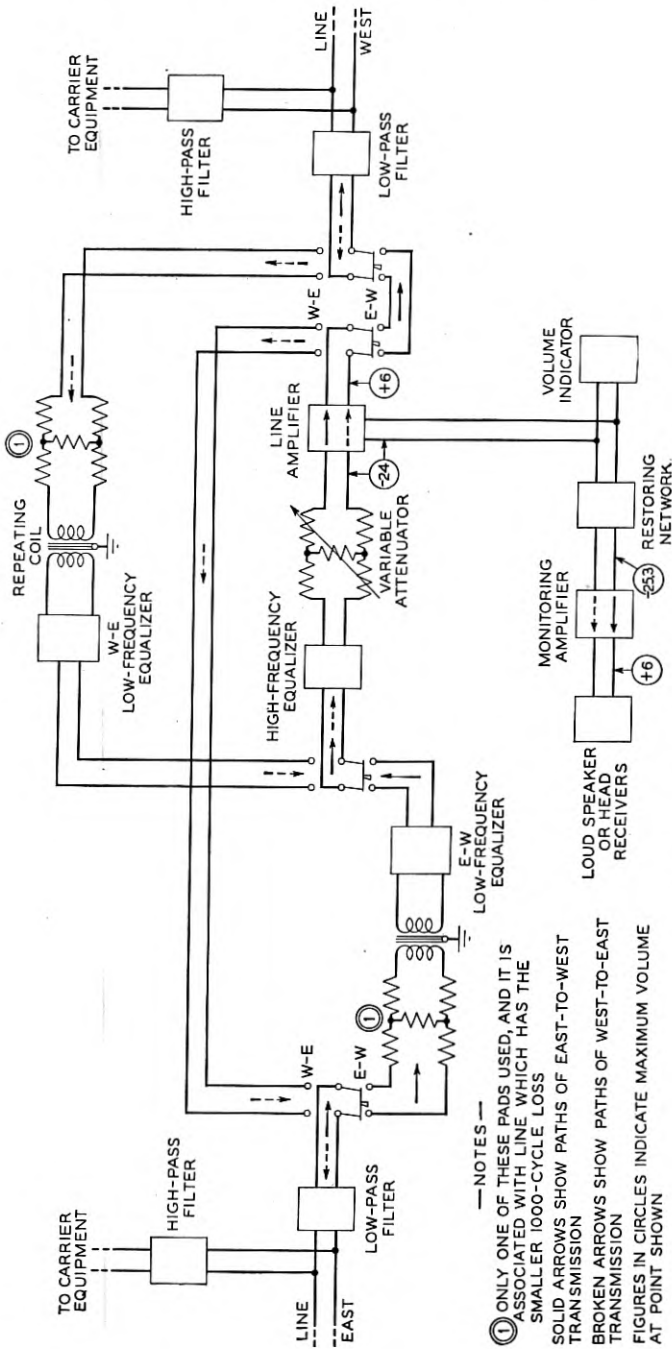 TO CARRIER
EQUIPMENT
HIGH-PASS
FILTER
LINE
EAST
LOW-PASS
FILTER
W-E
E-W
①
E-W
LOW-FREQUENCY
EQUALIZER
W-E
LOW-FREQUENCY
EQUALIZER
REPEATING
COIL
①
HIGH-FREQUENCY
EQUALIZER
VARIABLE
ATTENUATOR
-24
LINE
AMPLIFIER
+6
W-E
E-W
LOW-PASS
FILTER
TO CARRIER
EQUIPMENT
HIGH-PASS
FILTER
LINE
WEST
LOUD SPEAKER
OR HEAD
RECEIVERS
+6
MONITORING
AMPLIFIER
-25.3
RESTORING
NETWORK
VOLUME
INDICATOR
—NOTES—
① ONLY ONE OF THESE PADS USED, AND IT IS
ASSOCIATED WITH LINE WHICH HAS THE
SMALLER 1000-CYCLE LOSS
SOLID ARROWS SHOW PATHS OF EAST-TO-WEST
TRANSMISSION
BROKEN ARROWS SHOW PATHS OF WEST-TO-EAST
TRANSMISSION
FIGURES IN CIRCLES INDICATE MAXIMUM VOLUME
AT POINT SHOWN